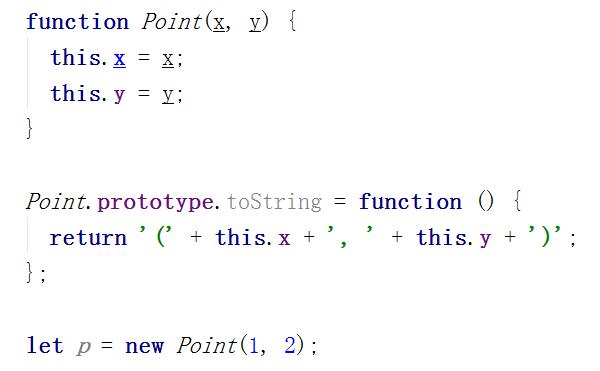 function Point(x, y) {
  this.x = x;
  this.y = y;
}
Point.prototype.toString = function () {
  return '(' + this.x + ', ' + this.y + ')';
};
let p = new Point(1, 2);